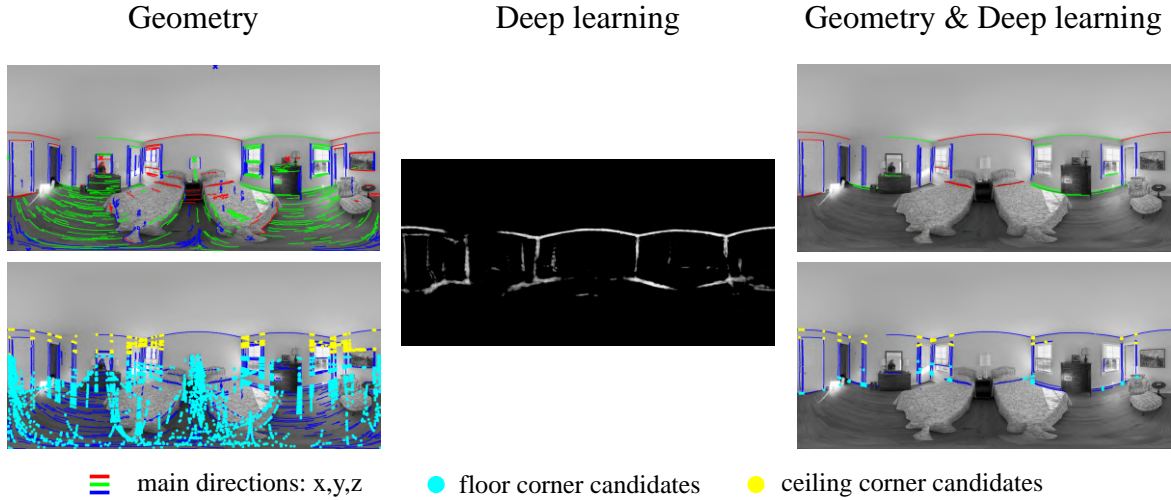 Geometry
Deep learning
Geometry & Deep learning
main directions: x,y,z
floor corner candidates
ceiling corner candidates